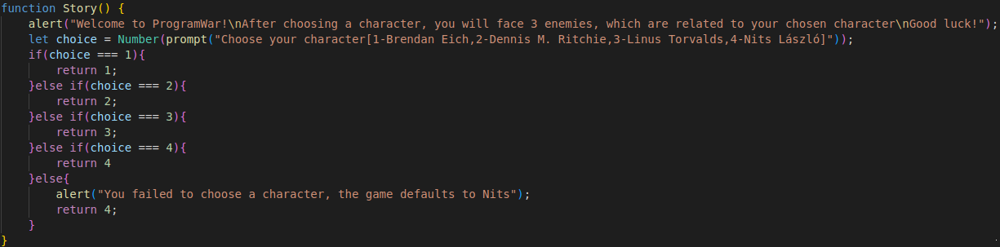 function Story() {
    alert("Welcome to ProgramWar!\nAfter choosing a character, you will face 3 enemies, which are related to your chosen character\nGood luck!");
    let choice = Number(prompt("Choose your character[1-Brendan Eich,2-Dennis M. Ritchie,3-Linus Torvalds,4-Nits László]"));
    if(choice === 1){
        return 1;
    }else if(choice === 2){
        return 2;
    }else if(choice === 3){
        return 3;
    }else if(choice === 4){
        return 4
    }else{
        alert("You failed to choose a character, the game defaults to Nits");
        return 4;
    }
}